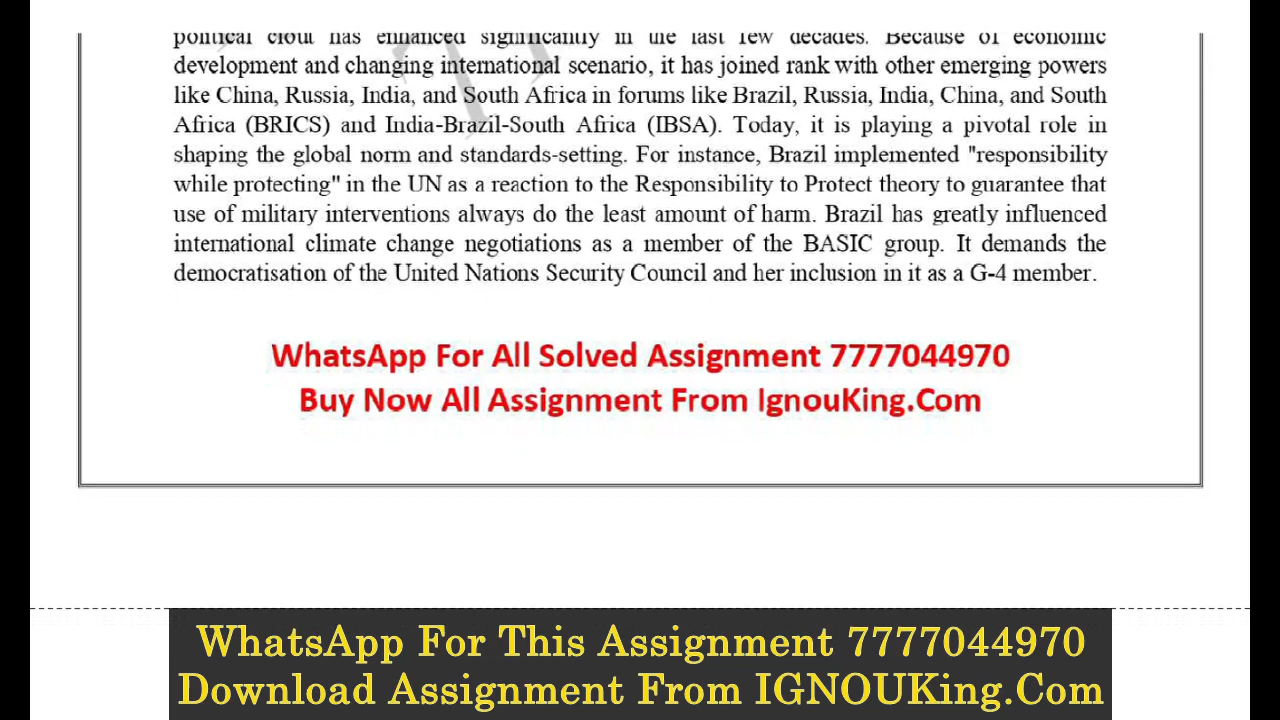 political clout has enhanced significantly in the last few decades. Because of economic
development and changing international scenario, it has joined rank with other emerging powers
like China, Russia, India, and South Africa in forums like Brazil, Russia, India, China, and South
Africa (BRICS) and India-Brazil-South Africa (IBSA). Today, it is playing a pivotal role in
shaping the global norm and standards-setting. For instance, Brazil implemented "responsibility
while protecting" in the UN as a reaction to the Responsibility to Protect theory to guarantee that
use of military interventions always do the least amount of harm. Brazil has greatly influenced
international climate change negotiations as a member of the BASIC group. It demands the
democratisation of the United Nations Security Council and her inclusion in it as a G-4 member.
WhatsApp For All Solved Assignment 7777044970
Buy Now All Assignment From IgnouKing.Com
WhatsApp For This Assignment 7777044970
Download Assignment From IGNOUKing.Com